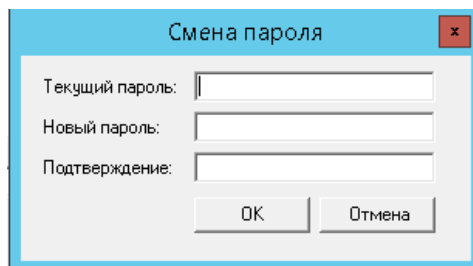 Смена пароля
x
Текущий пароль:
Новый пароль:
Подтверждение:
OK Отмена